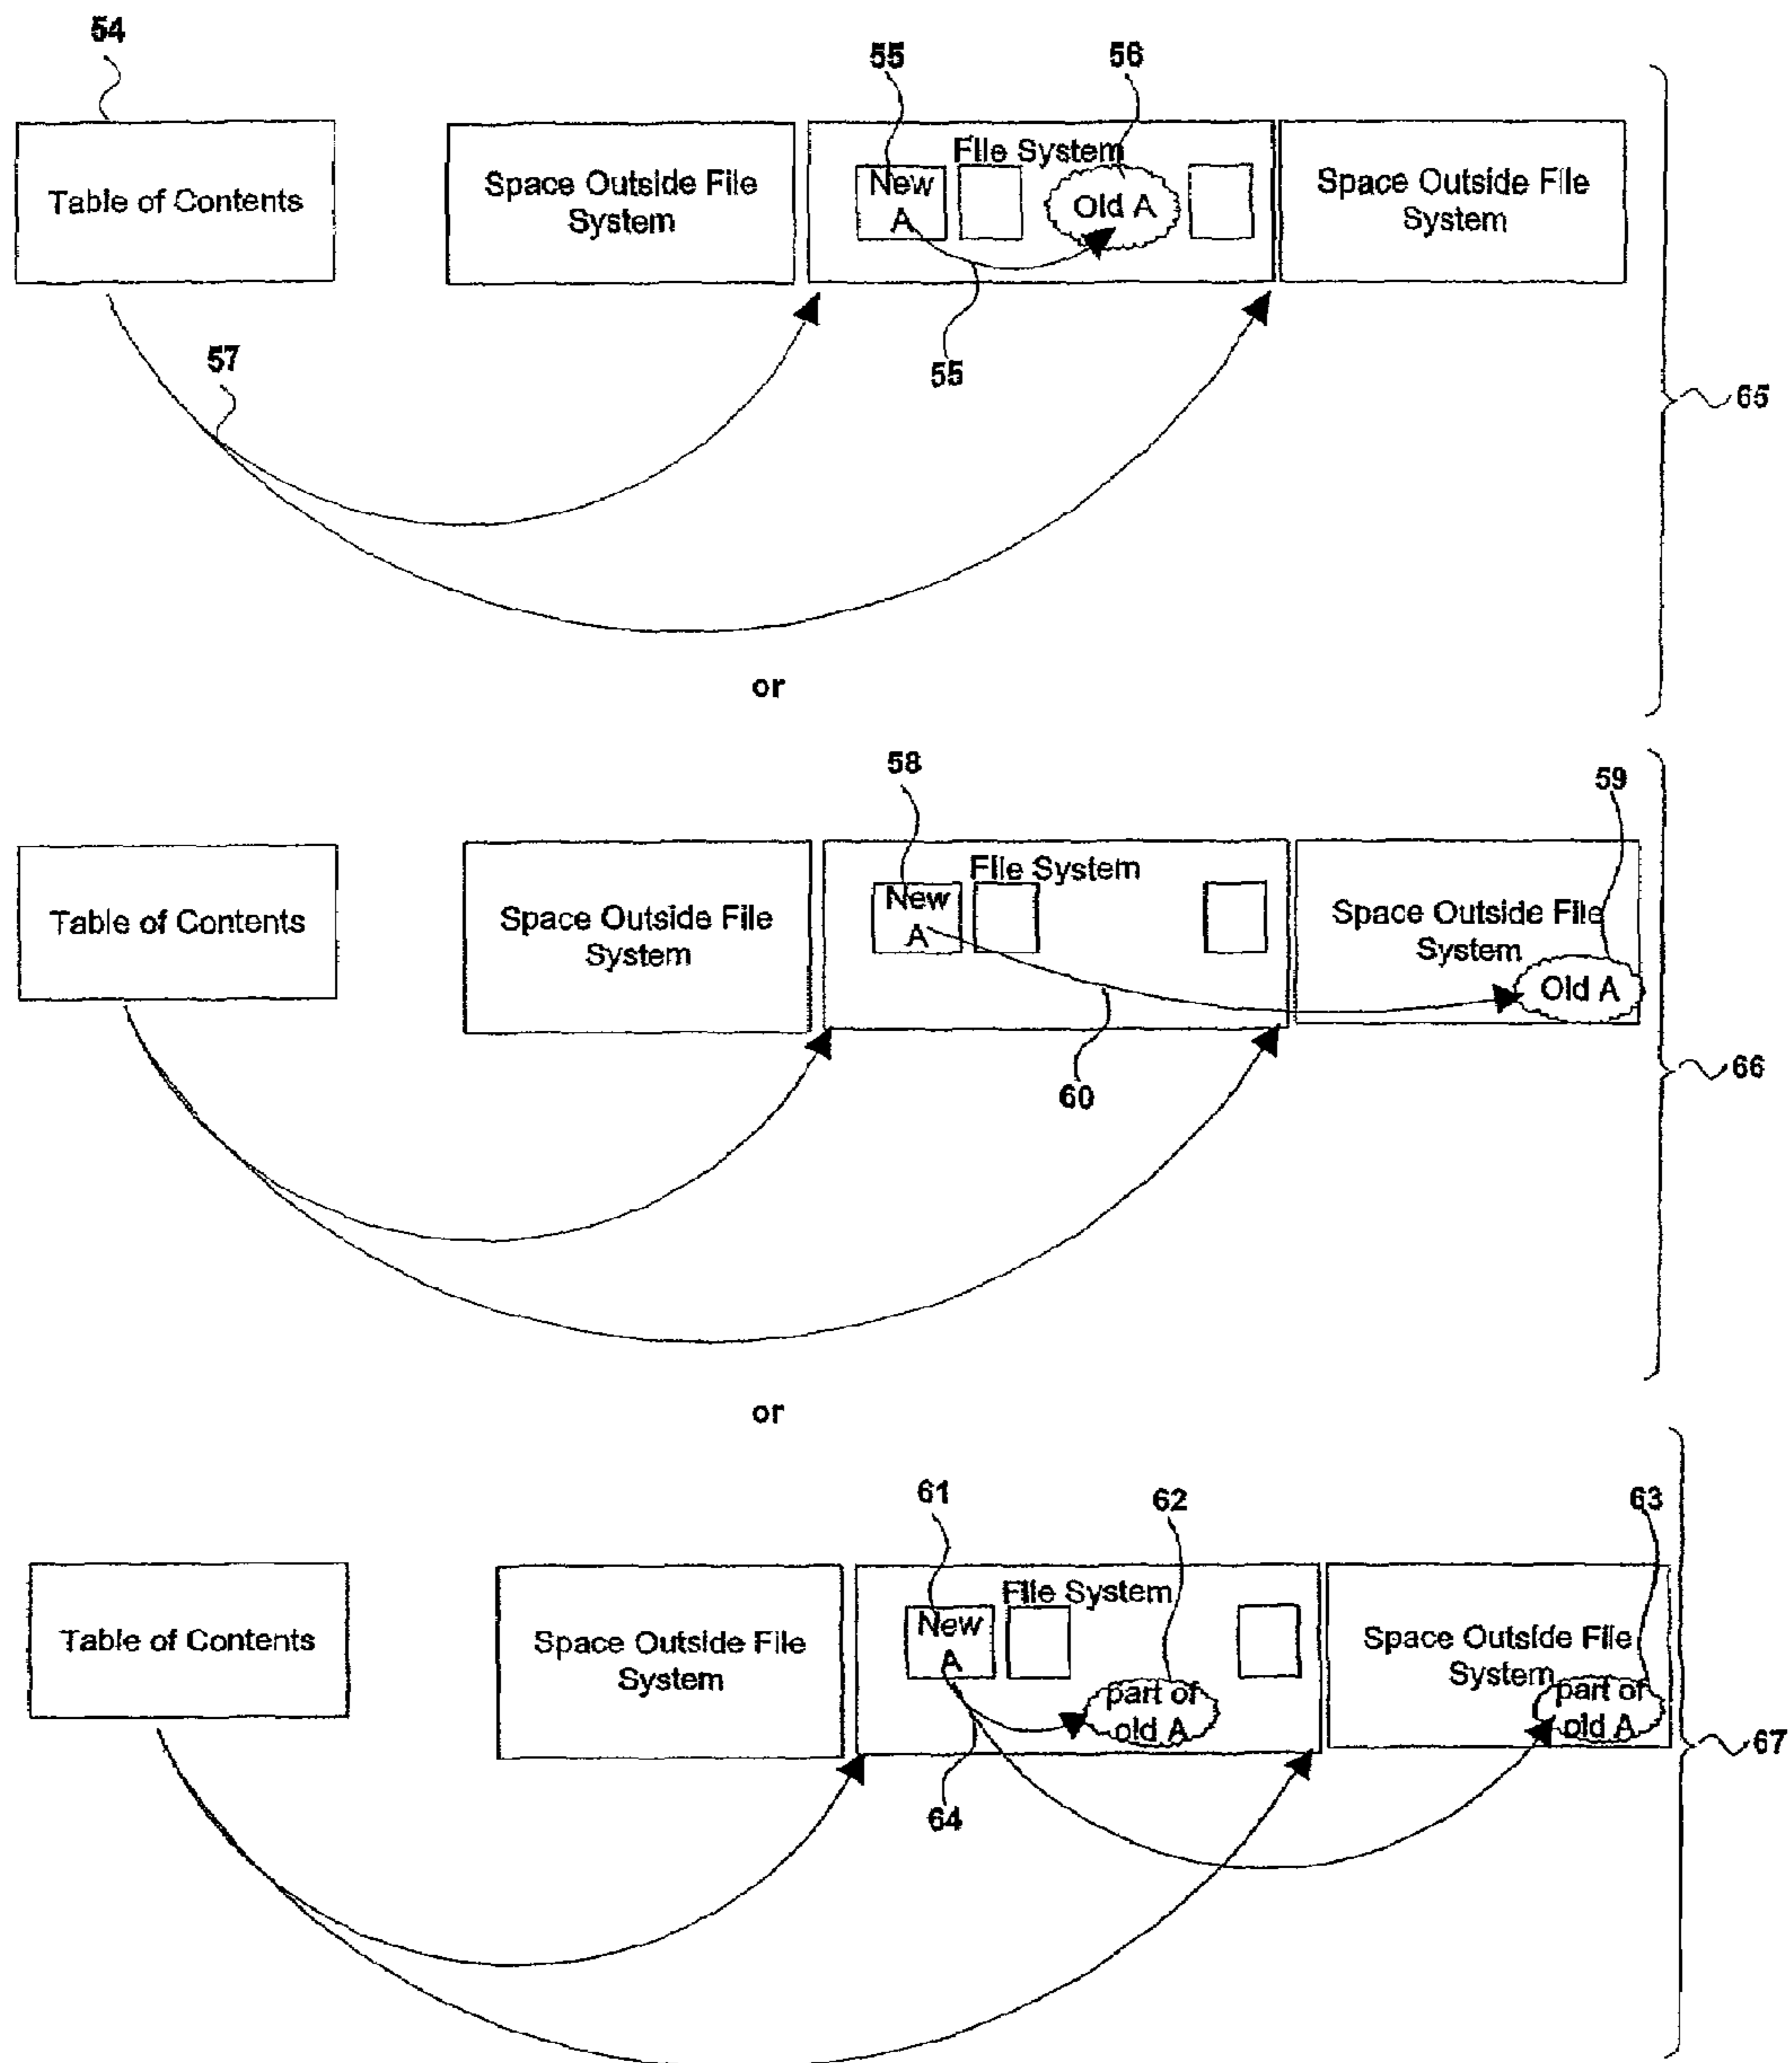 54
55
56
Table of Contents
Space Outside File
System
File System
New
A
Old A
Space Outside File
System
55
57
65
or
58
59
Table of Contents
Space Outside File
System
File System
New
A
Space Outside File
System
Old A
60
66
or
61
62
63
Table of Contents
Space Outside File
System
File System
New
A
part of
old A
Space Outside File
System
part of
old A
64
67